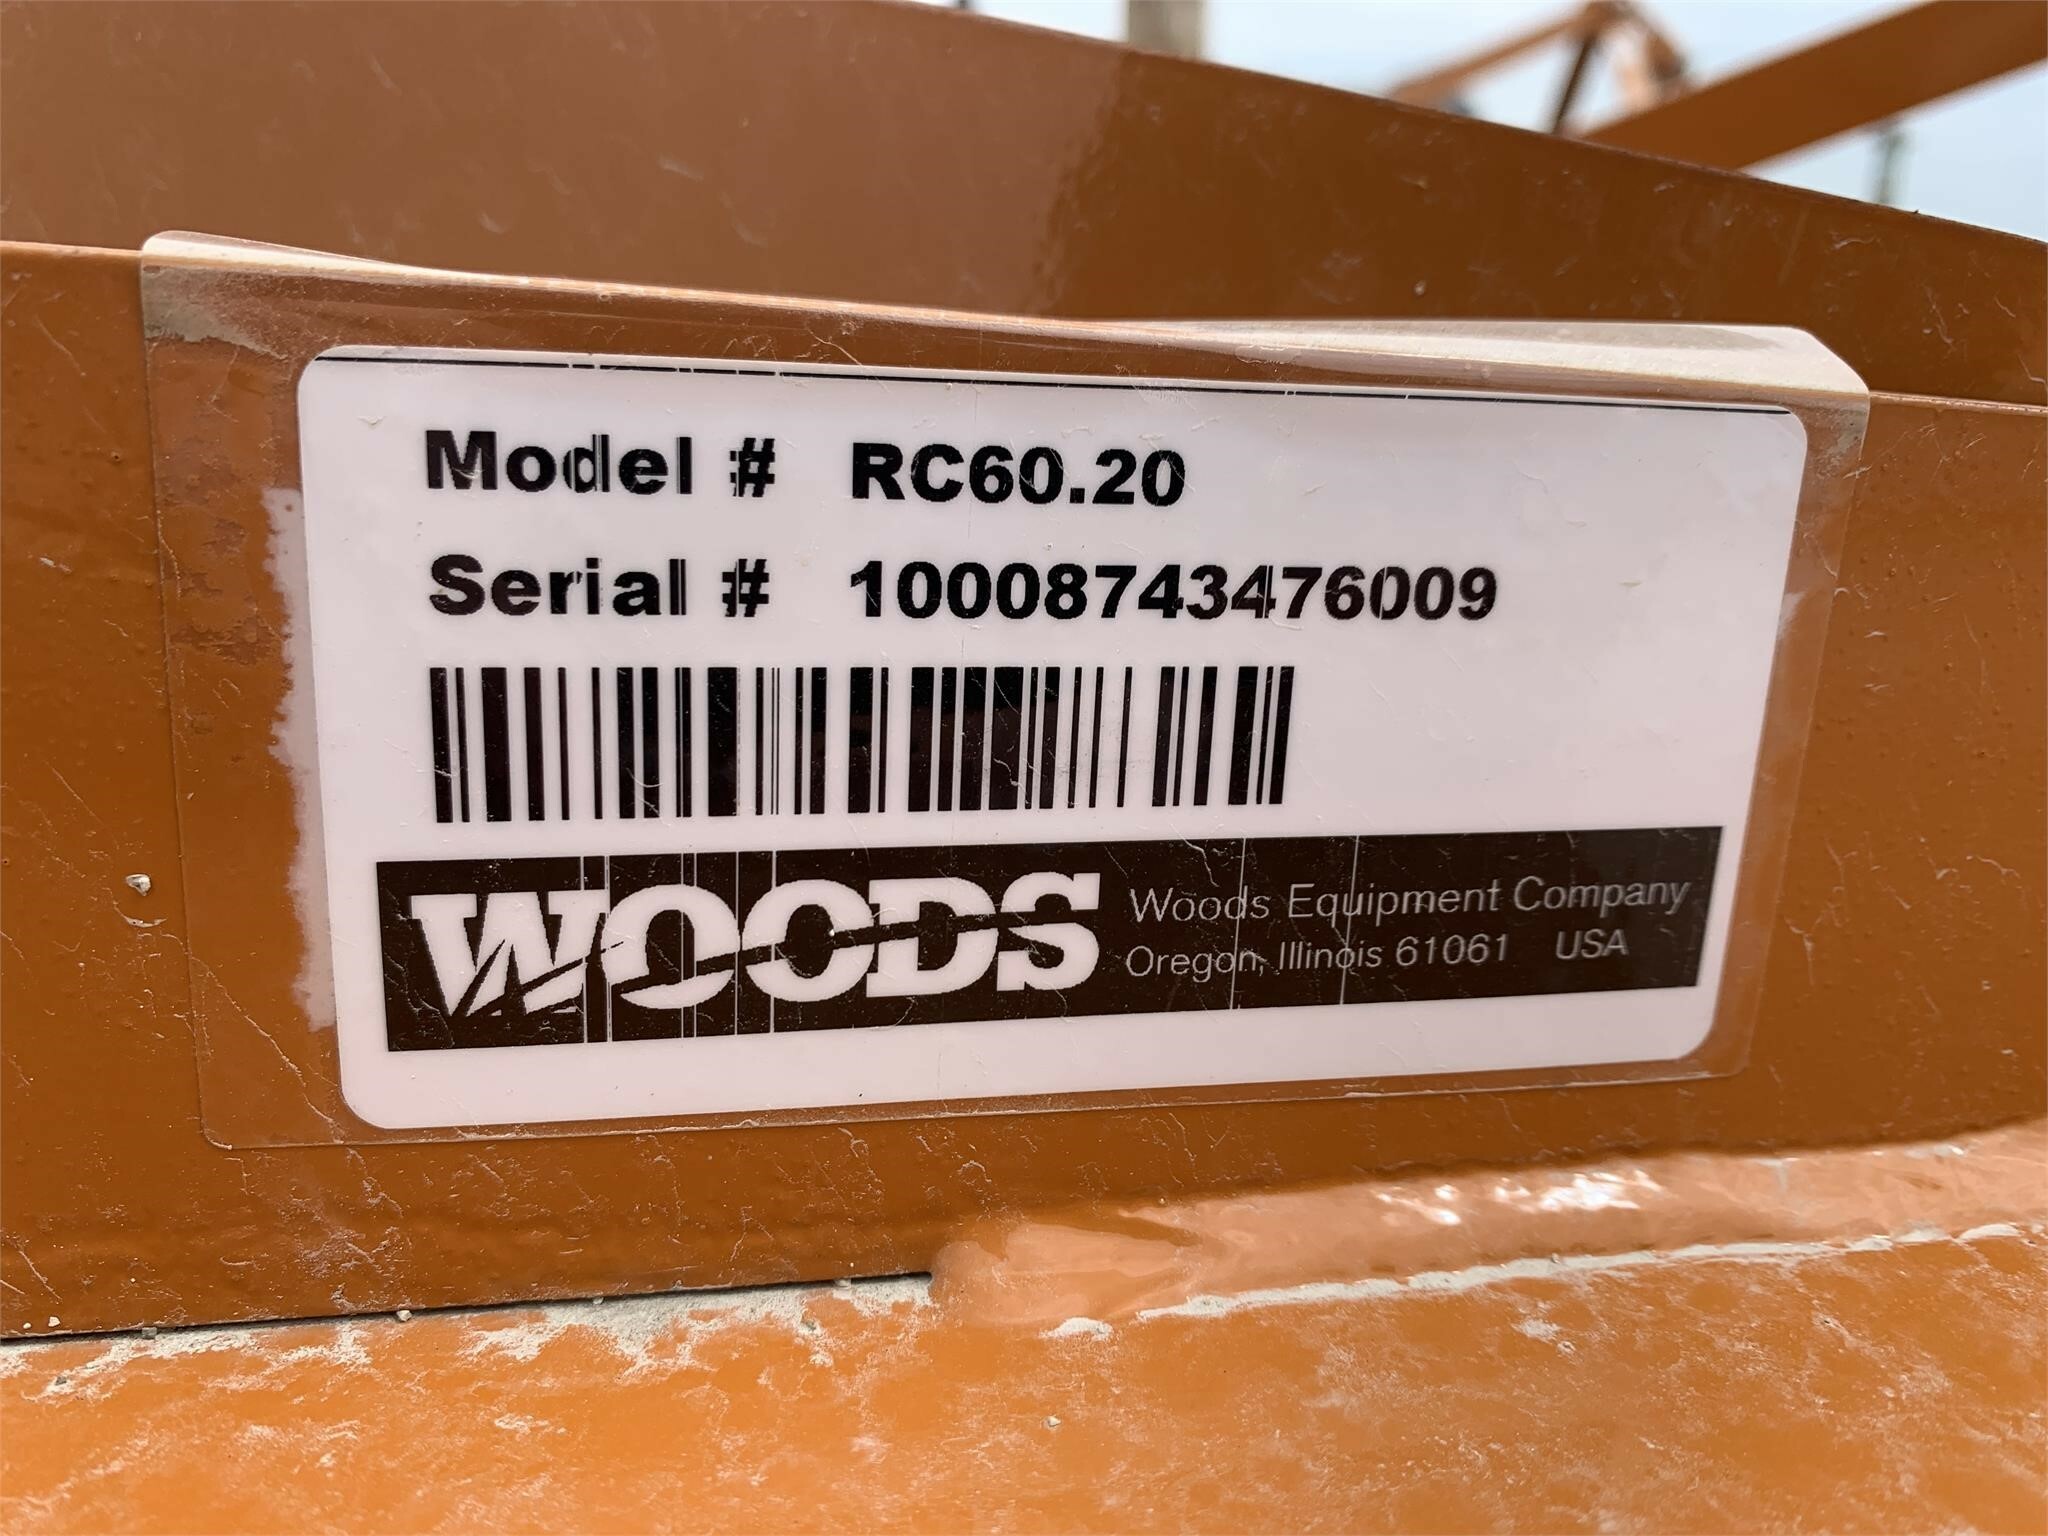 Model # RC60.20
Serial # 10008743476009
WOODS
Woods Equipment Company
Oregon, Illinois 61061 USA